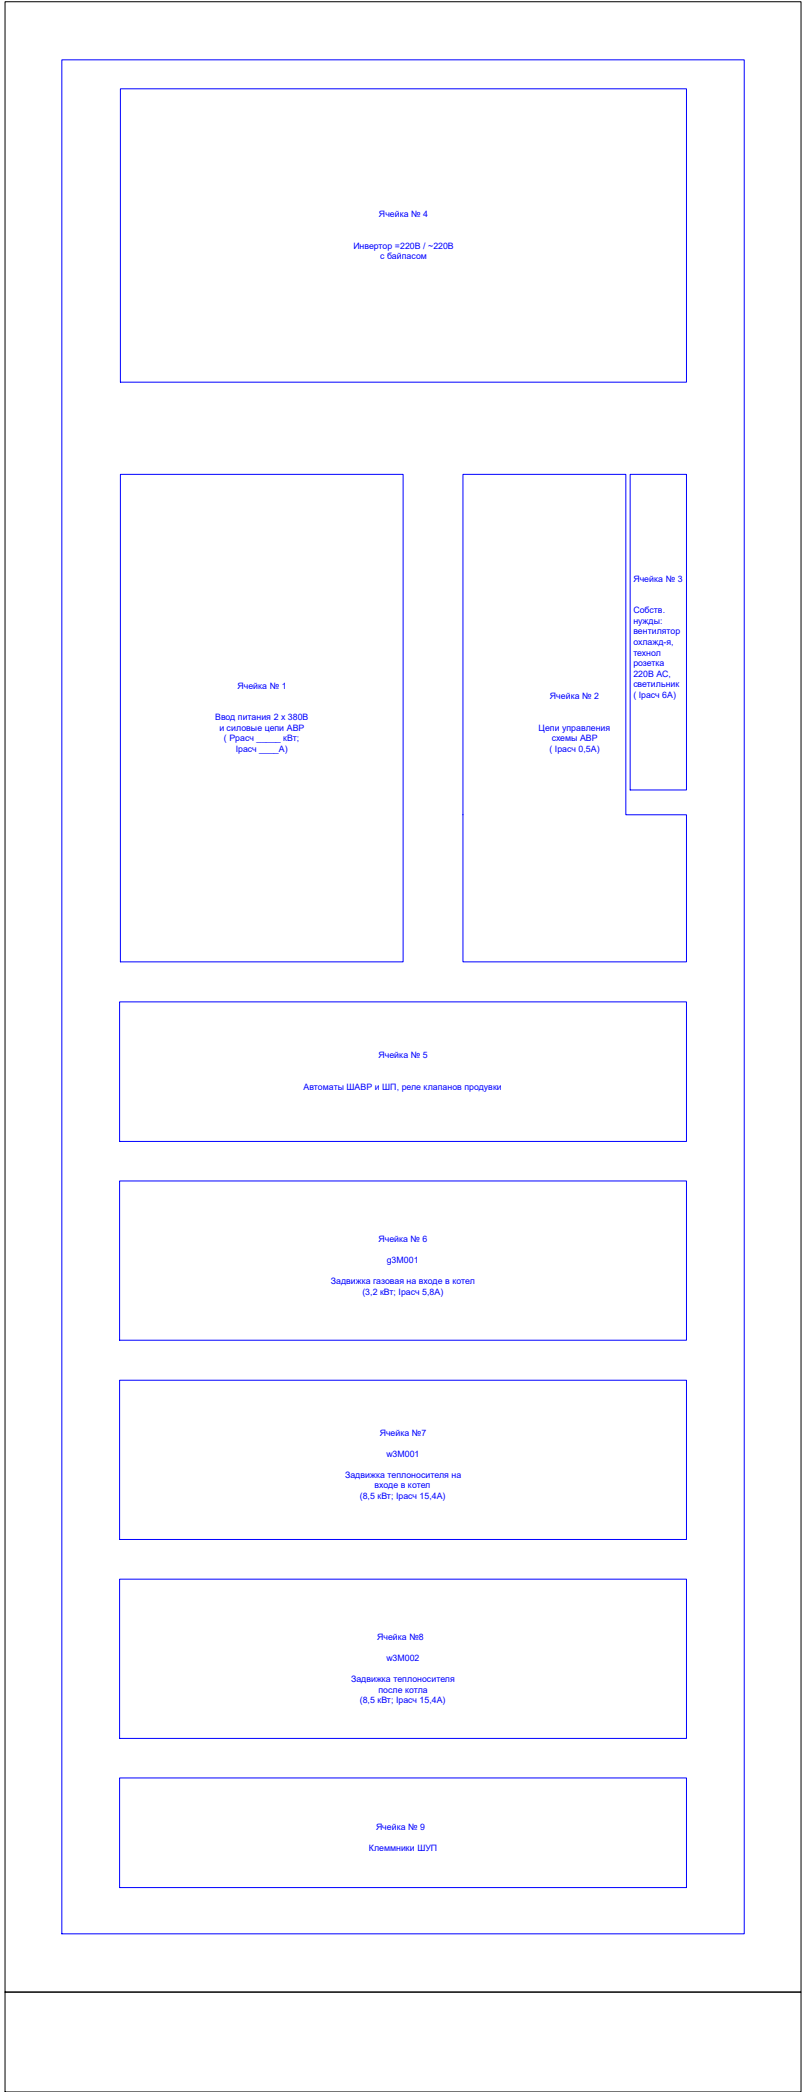 Ячейка № 4
Инвертор =220В / ~220В
с байпасом
Ячейка № 1
Ввод питания 2 x 380В
и силовые цепи АВР
( Ррасч _____ кВт;
Iрасч ____А)
Ячейка № 2
Цепи управления
схемы АВР
( Iрасч 0,5А)
Ячейка № 3
Собств.
нужды:
вентилятор
охлажд-я,
технол
розетка
220В АС,
светильник
( Iрасч 6А)
Ячейка № 5
Автоматы ШАВР и ШП, реле клапанов продувки
Ячейка № 6
g3M001
Задвижка газовая на входе в котел
(3,2 кВт; Iрасч 5,8А)
Ячейка №7
w3M001
Задвижка теплоносителя на
входе в котел
(8,5 кВт; Iрасч 15,4А)
Ячейка №8
w3M002
Задвижка теплоносителя
после котла
(8,5 кВт; Iрасч 15,4А)
Ячейка № 9
Клеммники ШУП